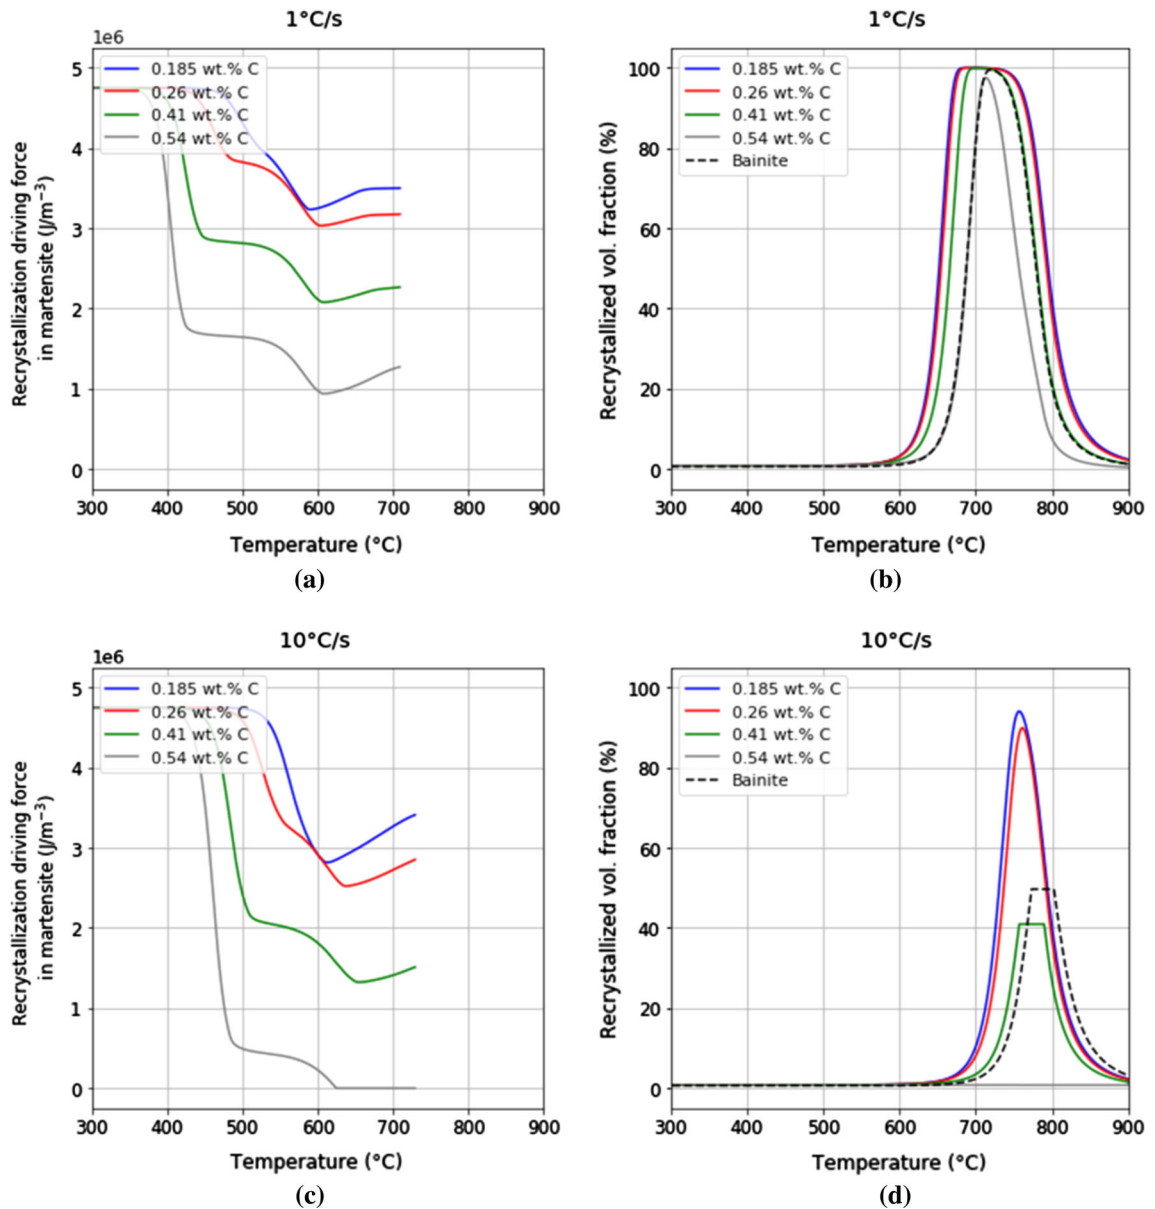 1°C/s
1e6
Recrystallization driving force
in martensite (J/m⁻³)
5
4
3
2
1
0
0.185 wt.% C
0.26 wt.% C
0.41 wt.% C
0.54 wt.% C
300 400 500 600 700 800 900
Temperature (°C)
(a)
1°C/s
Recrystallized vol. fraction (%)
100
80
60
40
20
0
0.185 wt.% C
0.26 wt.% C
0.41 wt.% C
0.54 wt.% C
Bainite
300 400 500 600 700 800 900
Temperature (°C)
(b)
10°C/s
1e6
Recrystallization driving force
in martensite (J/m⁻³)
5
4
3
2
1
0
0.185 wt.% C
0.26 wt.% C
0.41 wt.% C
0.54 wt.% C
300 400 500 600 700 800 900
Temperature (°C)
(c)
10°C/s
Recrystallized vol. fraction (%)
100
80
60
40
20
0
0.185 wt.% C
0.26 wt.% C
0.41 wt.% C
0.54 wt.% C
Bainite
300 400 500 600 700 800 900
Temperature (°C)
(d)